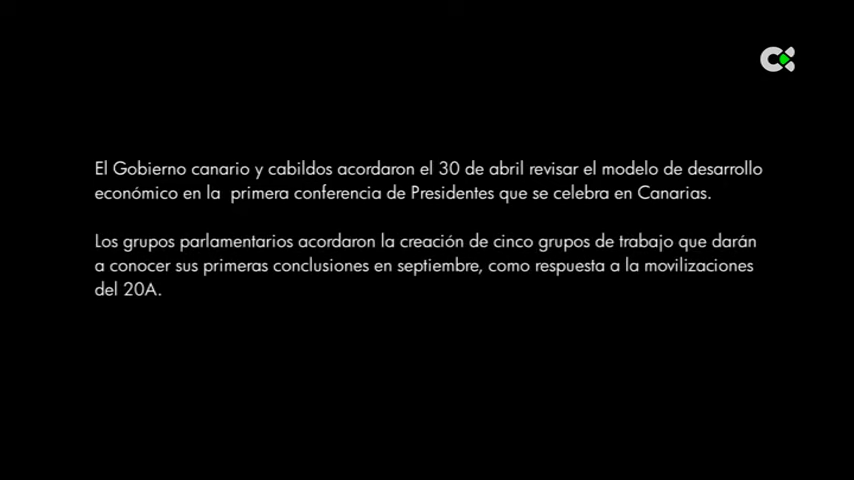 El Gobierno canario y cabildos acordaron el 30 de abril revisar el modelo de desarrollo
económico en la  primera conferencia de Presidentes que se celebra en Canarias.
Los grupos parlamentarios acordaron la creación de cinco grupos de trabajo que darán
a conocer sus primeras conclusiones en septiembre, como respuesta a la movilizaciones
del 20A.